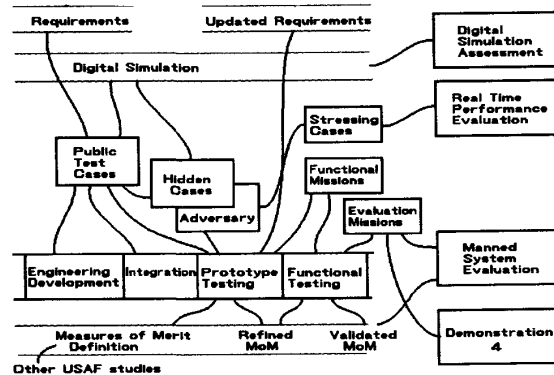 Requirements
Updated Requirements
Digital Simulation
Digital
Simulation
Assessment
Real Time
Performance
Evaluation
Stressing
Cases
Public
Test
Cases
Hidden
Cases
Adversary
Functional
Missions
Evaluation
Missions
Engineering
Development
Integration
Prototype
Testing
Functional
Testing
Manned
System
Evaluation
Measures of Merit
Definition
Refined
MoM
Validated
MoM
Demonstration
4
Other USAF studies